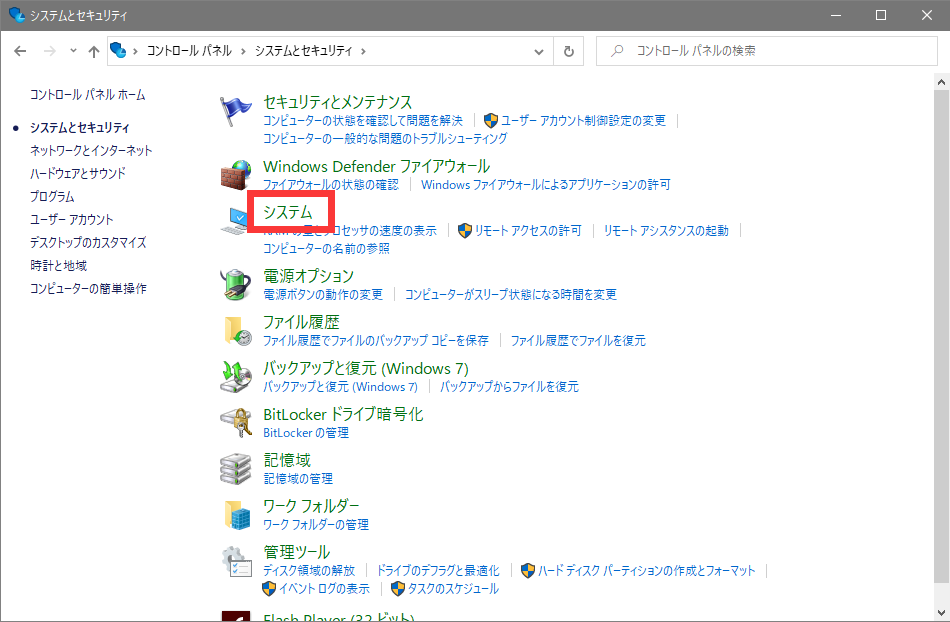 システムとセキュリティ
コントロール パネル › システムとセキュリティ ›
コントロール パネルの検索
コントロール パネル ホーム
システムとセキュリティ
ネットワークとインターネット
ハードウェアとサウンド
プログラム
ユーザー アカウント
デスクトップのカスタマイズ
時計と地域
コンピューターの簡単操作
セキュリティとメンテナンス
コンピューターの状態を確認して問題を解決 ユーザー アカウント制御設定の変更
コンピューターの一般的な問題のトラブルシューティング
Windows Defender ファイアウォール
ファイアウォールの状態の確認 Windows ファイアウォールによるアプリケーションの許可
システム
プロセッサの速度の表示 リモート アクセスの許可 リモート アシスタンスの起動
コンピューターの名前の参照
電源オプション
電源ボタンの動作の変更 コンピューターがスリープ状態になる時間を変更
ファイル履歴
ファイル履歴でファイルのバックアップ コピーを保存 ファイル履歴でファイルを復元
バックアップと復元 (Windows 7)
バックアップと復元 (Windows 7) バックアップからファイルを復元
BitLocker ドライブ暗号化
BitLocker の管理
記憶域
記憶域の管理
ワーク フォルダー
ワーク フォルダーの管理
管理ツール
ディスク領域の解放 ドライブのデフラグと最適化 ハード ディスク パーティションの作成とフォーマット
イベント ログの表示 タスクのスケジュール
Flash Player (32 ビット)